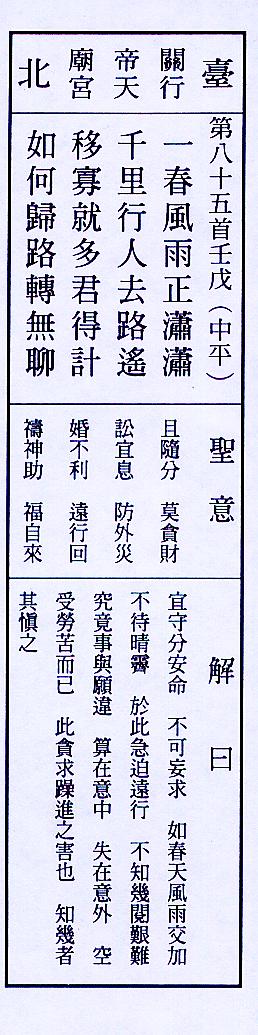 臺北
關行
帝天
廟宮
第八十五首壬戊（中平）
一春風雨正瀟瀟
千里行人去路遙
移寡就多君得計
如何歸路轉無聊
聖意
且隨分　莫貪財
訟宜息　防外災
婚不利　遠行回
禱神助　福自來
解曰
宜守分安命　不可妄求　如春天風雨交加
不待晴霽　於此急迫遠行　不知幾閱艱難
究竟事與願違　算在意中　失在意外　空
受勞苦而已　此貪求躁進之害也　知幾者
其慎之